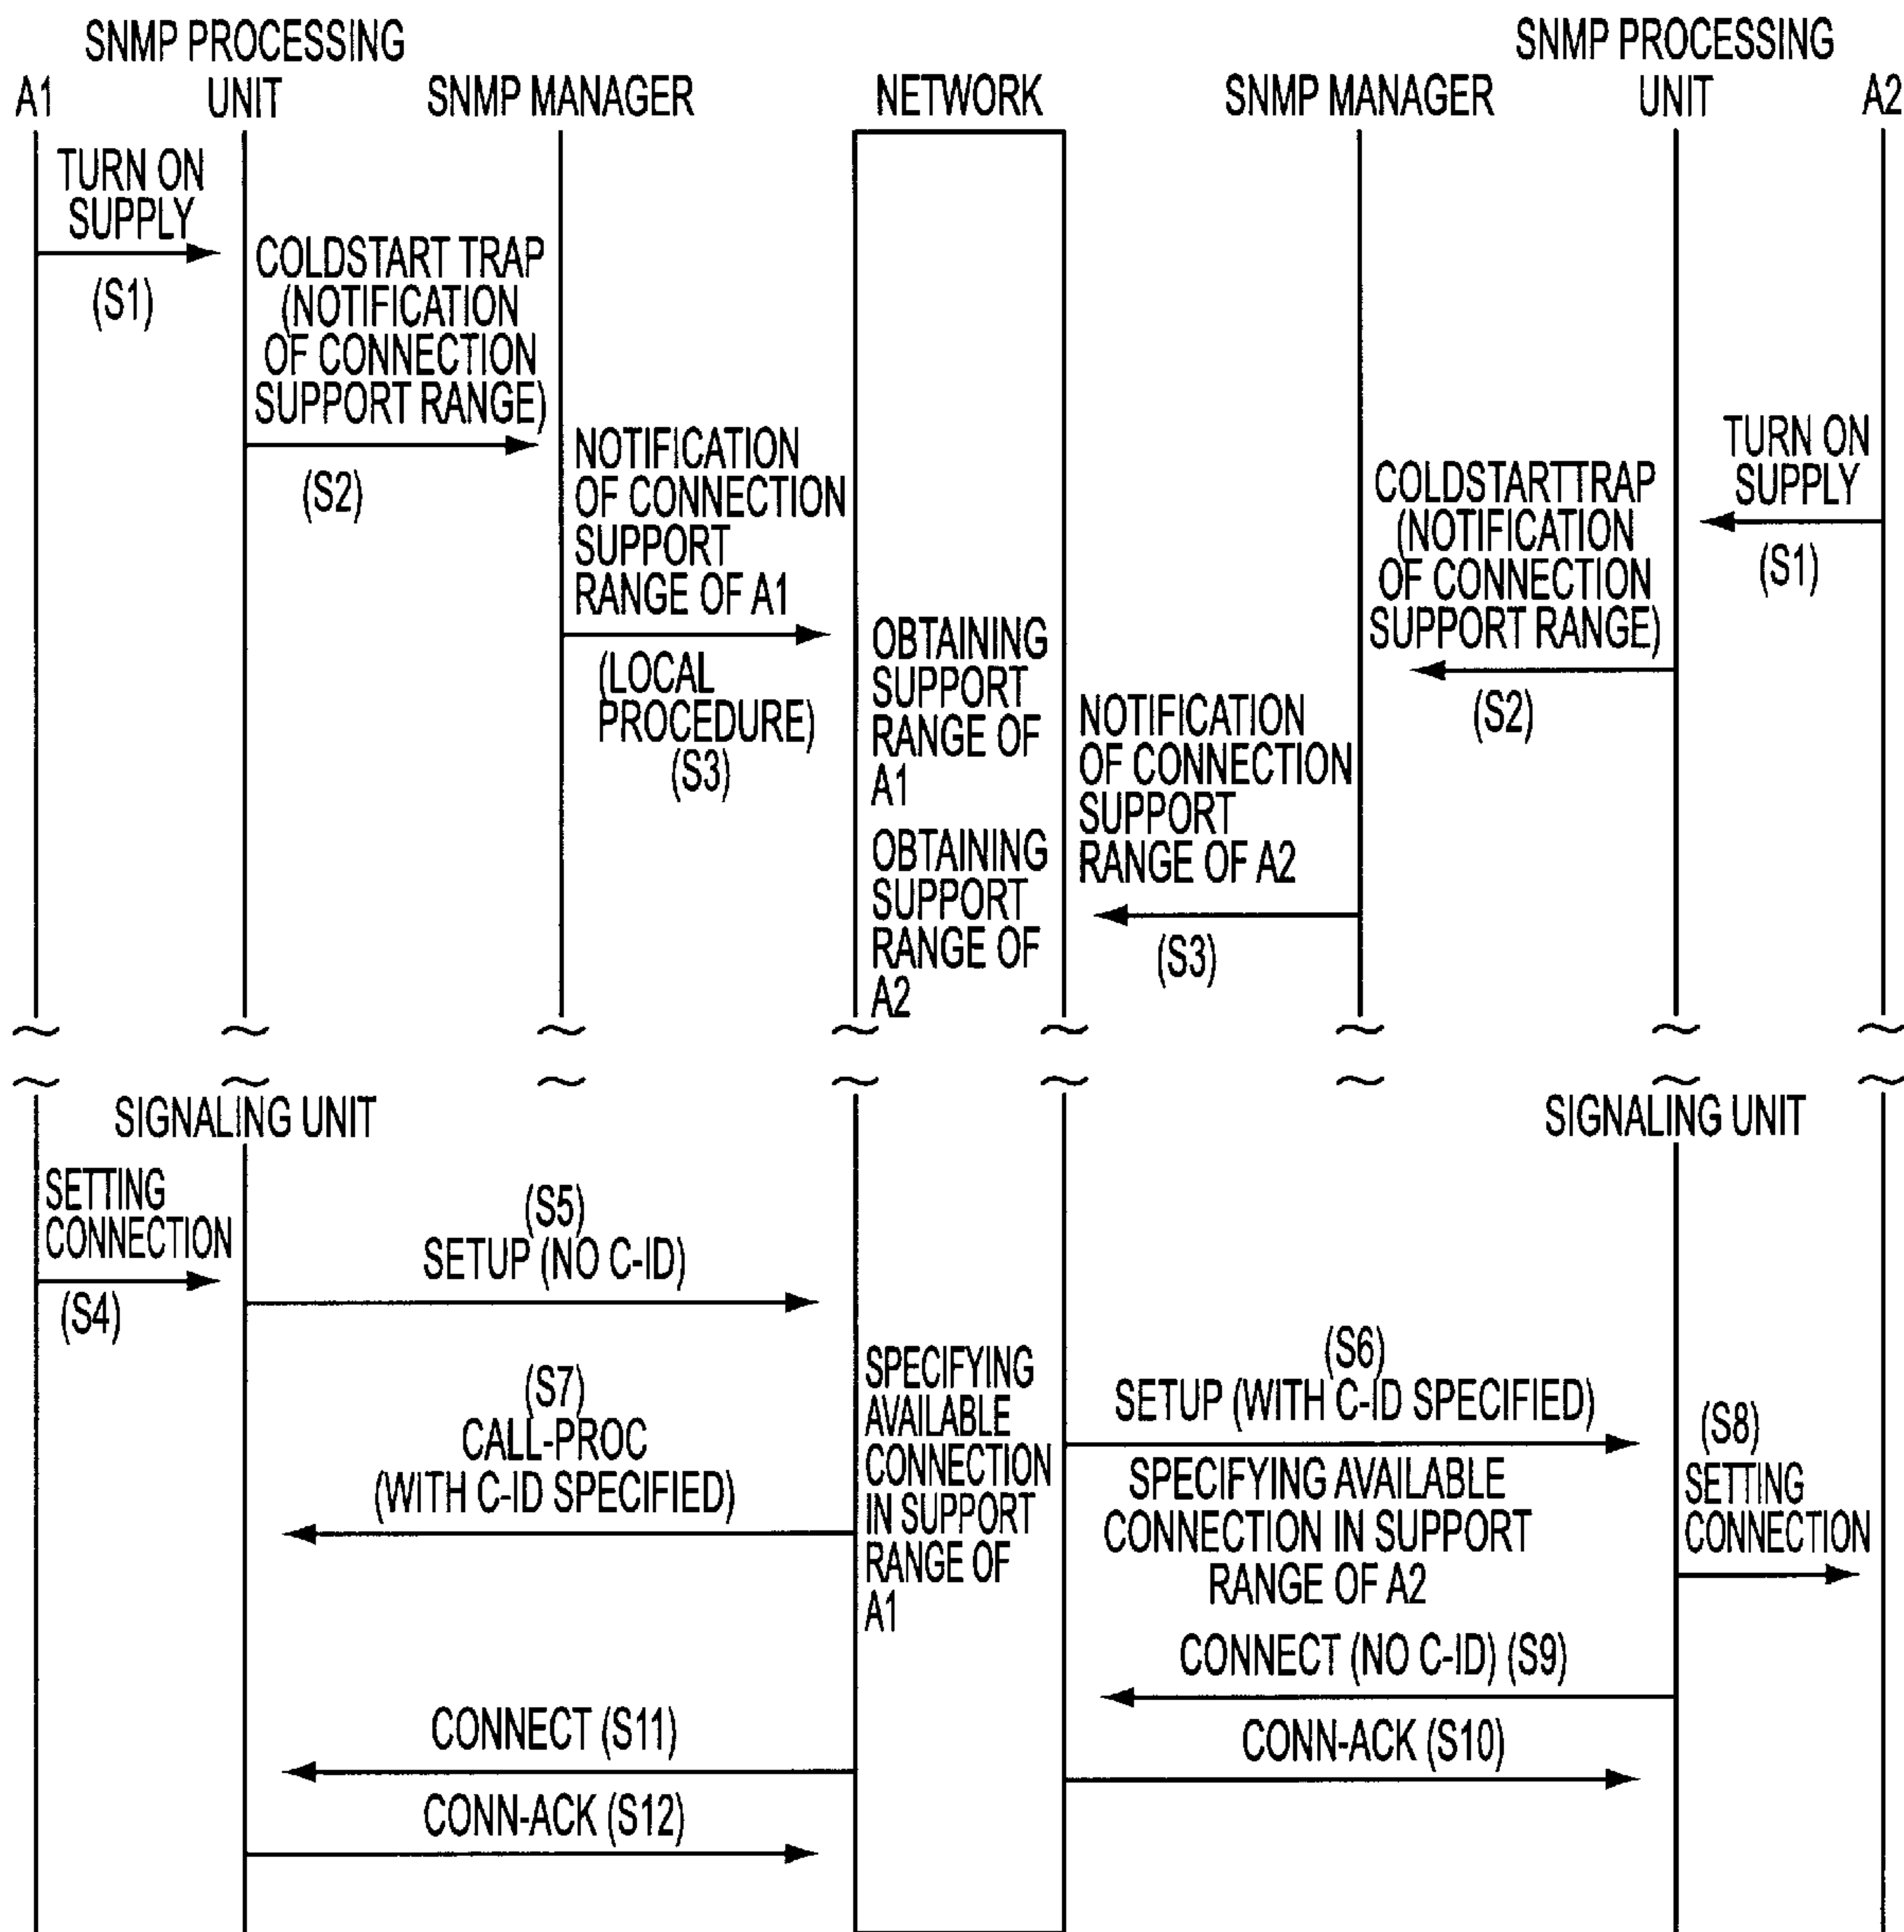 SNMP PROCESSING
UNIT
A1
SNMP MANAGER
NETWORK
SNMP MANAGER
SNMP PROCESSING
UNIT
A2
TURN ON
SUPPLY
(S1)
COLDSTART TRAP
(NOTIFICATION
OF CONNECTION
SUPPORT RANGE)
(S2)
NOTIFICATION
OF CONNECTION
SUPPORT
RANGE OF A1
(LOCAL
PROCEDURE)
(S3)
TURN ON
SUPPLY
(S1)
COLDSTARTTRAP
(NOTIFICATION
OF CONNECTION
SUPPORT RANGE)
(S2)
OBTAINING
SUPPORT
RANGE OF
A1
NOTIFICATION
OF CONNECTION
SUPPORT
RANGE OF A2
(S3)
OBTAINING
SUPPORT
RANGE OF
A2
SIGNALING UNIT
SIGNALING UNIT
SETTING
CONNECTION
(S4)
(S5)
SETUP (NO C-ID)
(S7)
CALL-PROC
(WITH C-ID SPECIFIED)
SPECIFYING
AVAILABLE
CONNECTION
IN SUPPORT
RANGE OF
A1
(S6)
SETUP (WITH C-ID SPECIFIED)
SPECIFYING AVAILABLE
CONNECTION IN SUPPORT
RANGE OF A2
(S8)
SETTING
CONNECTION
CONNECT (NO C-ID) (S9)
CONNECT (S11)
CONN-ACK (S10)
CONN-ACK (S12)